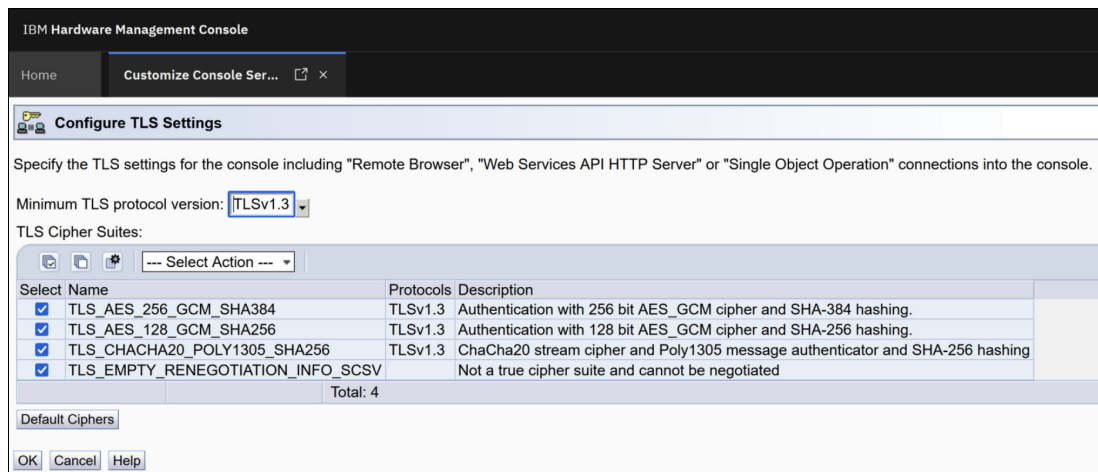 IBM Hardware Management Console
Home Customize Console Ser...
Configure TLS Settings
Specify the TLS settings for the console including "Remote Browser", "Web Services API HTTP Server" or "Single Object Operation" connections into the console.
Minimum TLS protocol version: TLSv1.3
TLS Cipher Suites:
--- Select Action ---
Select Name Protocols Description
TLS_AES_256_GCM_SHA384 TLSv1.3 Authentication with 256 bit AES_GCM cipher and SHA-384 hashing.
TLS_AES_128_GCM_SHA256 TLSv1.3 Authentication with 128 bit AES_GCM cipher and SHA-256 hashing.
TLS_CHACHA20_POLY1305_SHA256 TLSv1.3 ChaCha20 stream cipher and Poly1305 message authenticator and SHA-256 hashing
TLS_EMPTY_RENEGOTIATION_INFO_SCSV Not a true cipher suite and cannot be negotiated
Total: 4
Default Ciphers
OK Cancel Help